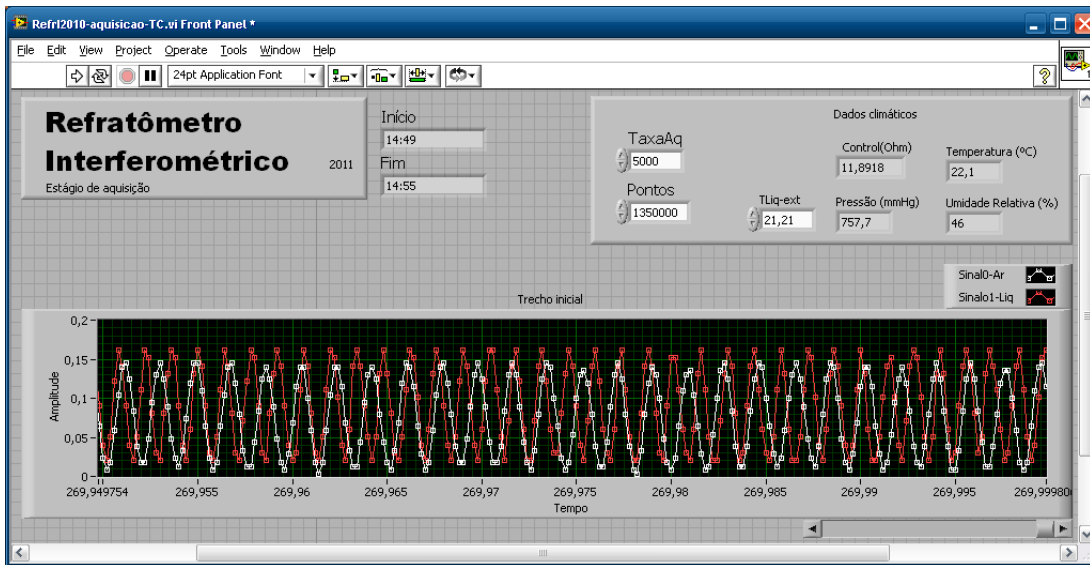 RefrI2010-aquisicao-TC.vi Front Panel *
File Edit View Project Operate Tools Window Help
24pt Application Font
Refratômetro
Interferométrico 2011
Estágio de aquisição
Início
14:49
Fim
14:55
TaxaAq
5000
Pontos
1350000
TLiq-ext
21,21
Dados climáticos
Control(Ohm)
11,8918
Temperatura (ºC)
22,1
Pressão (mmHg)
757,7
Umidade Relativa (%)
46
Sinal0-Ar
Sinalo1-Liq
Trecho inicial
Amplitude
0,2
0,15
0,1
0,05
0
269,949754 269,955 269,96 269,965 269,97 269,975 269,98 269,985 269,99 269,995 269,999800
Tempo